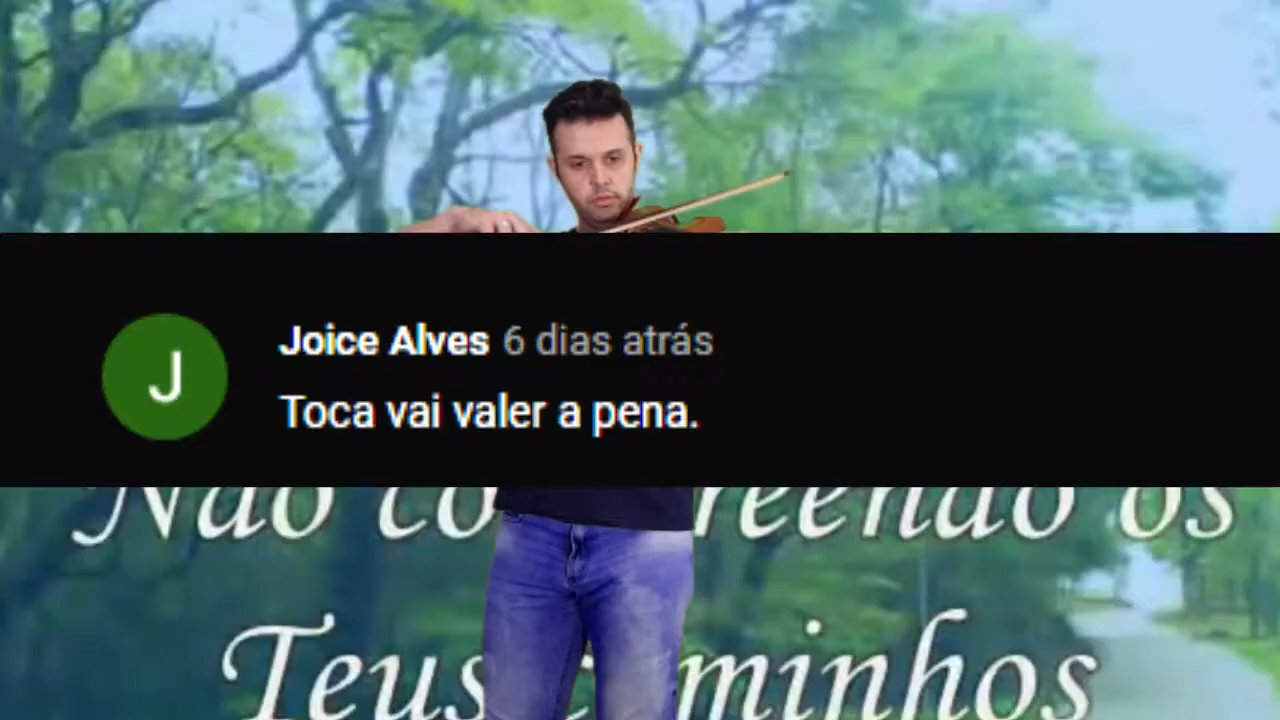 J
Joice Alves 6 dias atrás
Toca vai valer a pena.
Não os
Teus